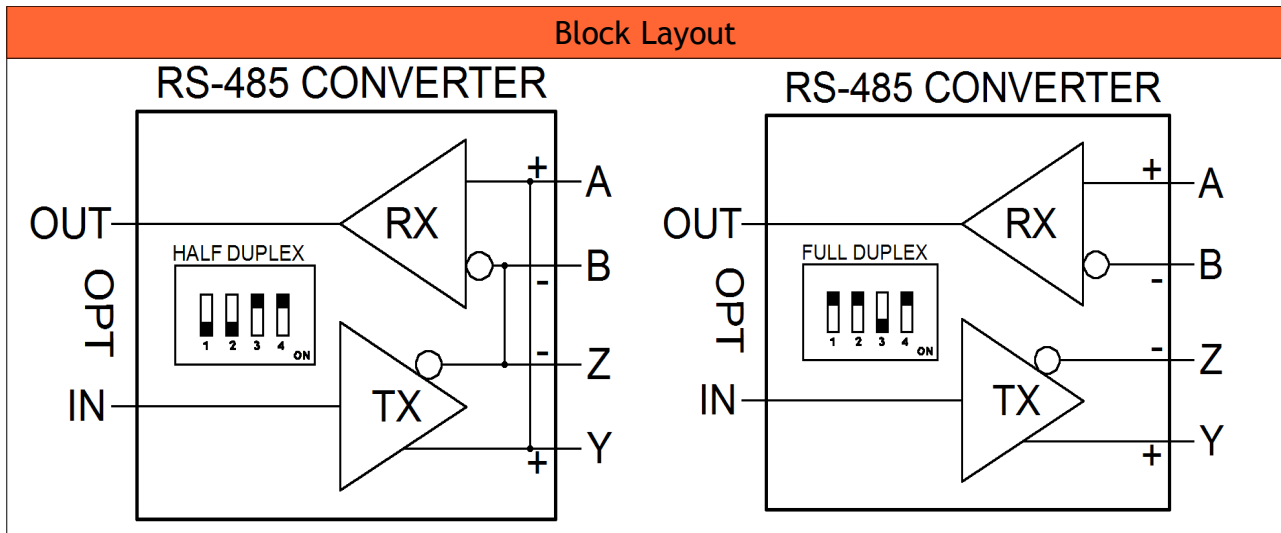 Block Layout
RS-485 CONVERTER
+
A
OUT
RX
HALF DUPLEX
B
-
OPT
1 2 3 4
ON
-
Z
IN
TX
Y
+
RS-485 CONVERTER
+
A
OUT
RX
FULL DUPLEX
B
-
OPT
1 2 3 4
ON
-
Z
IN
TX
Y
+